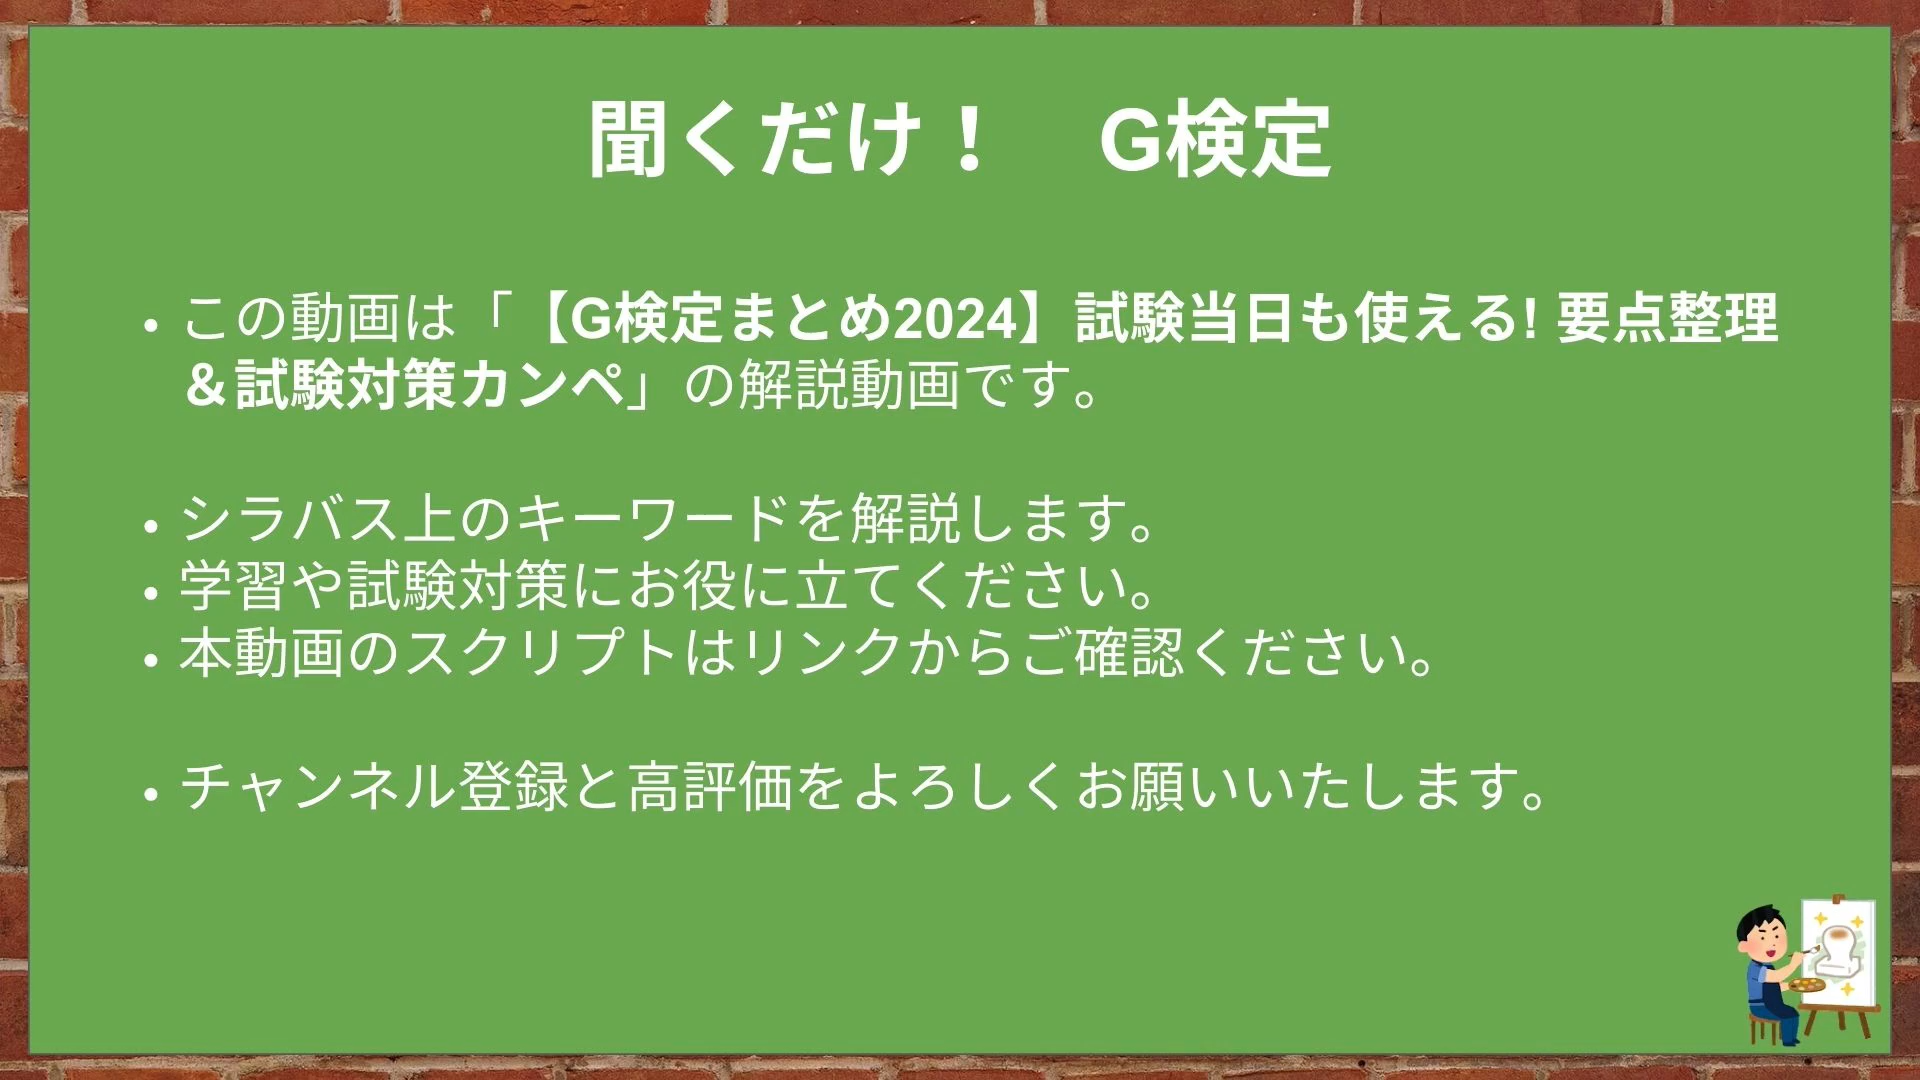 聞くだけ！　G検定
• この動画は「【G検定まとめ2024】試験当日も使える! 要点整理
＆試験対策カンペ」の解説動画です。
• シラバス上のキーワードを解説します。
• 学習や試験対策にお役に立てください。
• 本動画のスクリプトはリンクからご確認ください。
• チャンネル登録と高評価をよろしくお願いいたします。